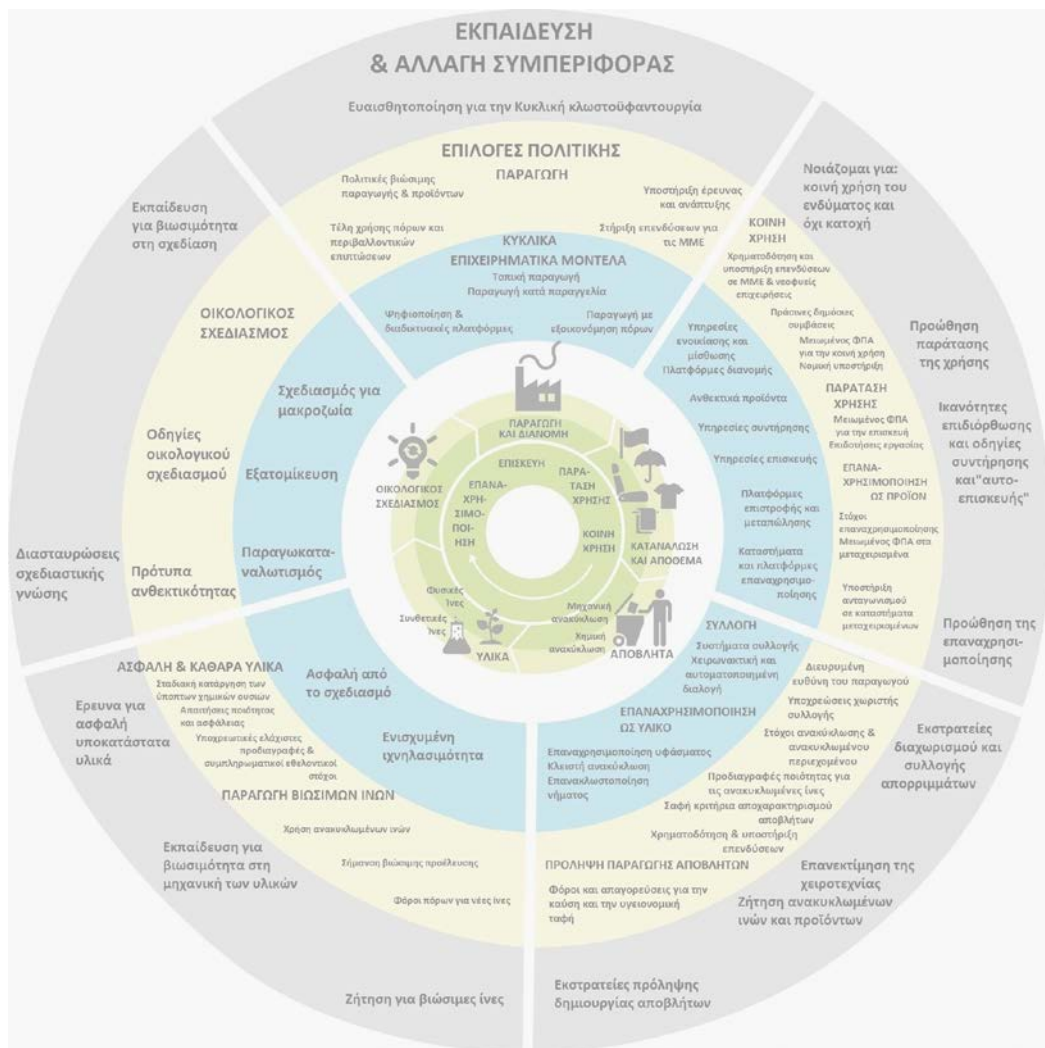 ΕΚΠΑΙΔΕΥΣΗ
& ΑΛΛΑΓΗ ΣΥΜΠΕΡΙΦΟΡΑΣ
Ευαισθητοποίηση για την Κυκλική κλωστοϋφαντουργία
Νοιάζομαι για:
κοινή χρήση του
ενδύματος και
όχι κατοχή
Προώθηση
παράτασης
της χρήσης
Ικανότητες
επιδιόρθωσης
και οδηγίες
συντήρησης
και"αυτο-
επισκευής"
Προώθηση της
επαναχρησι-
μοποίησης
Εκστρατείες
διαχωρισμού και
συλλογής
απορριμάτων
Επανεκτίμηση της
χειροτεχνίας
Ζήτηση ανακυκλωμένων
ινών και προϊόντων
Εκστρατείες πρόληψης
δημιουργίας αποβλήτων
Ζήτηση για βιώσιμες ίνες
Εκπαίδευση για
βιωσιμότητα στη
μηχανική των υλικών
Ερευνα για
ασφαλή
υποκατάστατα
υλικά
Διασταυρώσεις
σχεδιαστικής
γνώσης
Εκπαίδευση
για βιωσιμότητα
στη σχεδίαση
ΕΠΙΛΟΓΕΣ ΠΟΛΙΤΙΚΗΣ
ΠΑΡΑΓΩΓΗ
Πολιτικές βιώσιμης
παραγωγής & προϊόντων
Υποστήριξη έρευνας
και ανάπτυξης
Τέλη χρήσης πόρων και
περιβαλλοντικών
επιπτώσεων
Στήριξη επενδύσεων για
τις ΜΜΕ
ΚΟΙΝΗ
ΧΡΗΣΗ
Χρηματοδότηση και
υποστήριξη επενδύσεων
σε ΜΜΕ & νεοφυείς
επιχειρήσεις
Πράσινες δημόσιες
συμβάσεις
Μειωμένος ΦΠΑ
για την κοινή χρήση
Νομική υποστήριξη
ΠΑΡΑΤΑΣΗ
ΧΡΗΣΗΣ
Μειωμένος ΦΠΑ
για την επισκευή
Επιδοτήσεις εργασίας
ΕΠΑΝΑ-
ΧΡΗΣΙΜΟΠΟΙΗΣΗ
ΩΣ ΠΡΟΪΟΝ
Στόχοι
επαναχρησιμοποίησης
Μειωμένος ΦΠΑ στα
μεταχειρισμένα
Υποστήριξη
ανταγωνισμού
σε καταστήματα
μεταχειρισμένων
Διευρυμένη
ευθύνη του παραγωγού
Υποχρεώσεις χωριστής
συλλογής
Στόχοι ανακύκλωσης &
ανακυκλωμένου
περιεχομένου
Προδιαγραφές ποιότητας για
τις ανακυκλωμένες ίνες
Σαφή κριτήρια αποχαρακτηρισμού
αποβλήτων
Χρηματοδότηση & υποστήριξη
επενδύσεων
ΠΡΟΛΗΨΗ ΠΑΡΑΓΩΓΗΣ ΑΠΟΒΛΗΤΩΝ
Φόροι και απαγορεύσεις για την
καύση και την υγειονομική
ταφή
ΑΣΦΑΛΗ & ΚΑΘΑΡΑ ΥΛΙΚΑ
Σταδιακή κατάργηση των
ύποπτων χημικών ουσιων
Απαιτήσεις ποιότητας
και ασφάλειας
Υποχρεωτικές ελάχιστες
προδιαγραφές &
συμπληρωματικοί εθελοντικοί
στόχοι
ΠΑΡΑΓΩΓΗ ΒΙΩΣΙΜΩΝ ΙΝΩΝ
Χρήση ανακυκλωμένων ινών
Σήμανση βιώσιμης προέλευσης
Φόροι πόρων για νέες ίνες
ΟΙΚΟΛΟΓΙΚΟΣ
ΣΧΕΔΙΑΣΜΟΣ
Οδηγίες
οικολογικού
σχεδιασμού
Πρότυπα
ανθεκτικότητας
ΚΥΚΛΙΚΑ
ΕΠΙΧΕΙΡΗΜΑΤΙΚΑ ΜΟΝΤΕΛΑ
Τοπική παραγωγή
Παραγωγή κατά παραγγελία
Ψηφιοποίηση &
διαδικτυακές πλατφόρμες
Παραγωγή με
εξοικονόμηση πόρων
Υπηρεσίες
ενοικίασης και
μίσθωσης
Πλατφόρμες διανομής
Ανθεκτικά προϊόντα
Υπηρεσίες συντήρησης
Υπηρεσίες επισκευής
Πλατφόρμες
επιστροφής και
μεταπώλησης
Καταστήματα
και πλατφόρμες
επαναχρησιμο-
ποίησης
ΣΥΛΛΟΓΗ
Συστήματα συλλογής
Χειρωνακτική και
αυτοματοποιημένη
διαλογή
ΕΠΑΝΑΧΡΗΣΙΜΟΠΟΙΗΣΗ
ΩΣ ΥΛΙΚΟ
Επαναχρησιμοποίηση υφάσματος
Κλειστή ανακύκλωση
Επανακλωστοποίηση
νήματος
Ασφαλή από
το σχεδιασμό
Ενισχυμένη
ιχνηλασιμότητα
Σχεδιασμός για
μακροζωία
Εξατομίκευση
Παραγωκατα-
ναλωτισμός
ΠΑΡΑΓΩΓΗ
ΚΑΙ ΔΙΑΝΟΜΗ
ΚΑΤΑΝΑΛΩΣΗ
ΚΑΙ ΑΠΟΘΕΜΑ
ΑΠΟΒΛΗΤΑ
ΥΛΙΚΑ
ΟΙΚΟΛΟΓΙΚΟΣ
ΣΧΕΔΙΑΣΜΟΣ
ΕΠΙΣΚΕΥΗ
ΠΑΡΑ-
ΤΑΣΗ
ΧΡΗΣΗΣ
ΚΟΙΝΗ
ΧΡΗΣΗ
ΕΠΑΝΑ-
ΧΡΗ-
ΣΙΜΟ-
ΠΟΙ-
ΗΣΗ
Μηχανική
ανακύκλωση
Χημική
ανακύκλωση
Φυσικές
ίνες
Συνθετικές
ίνες